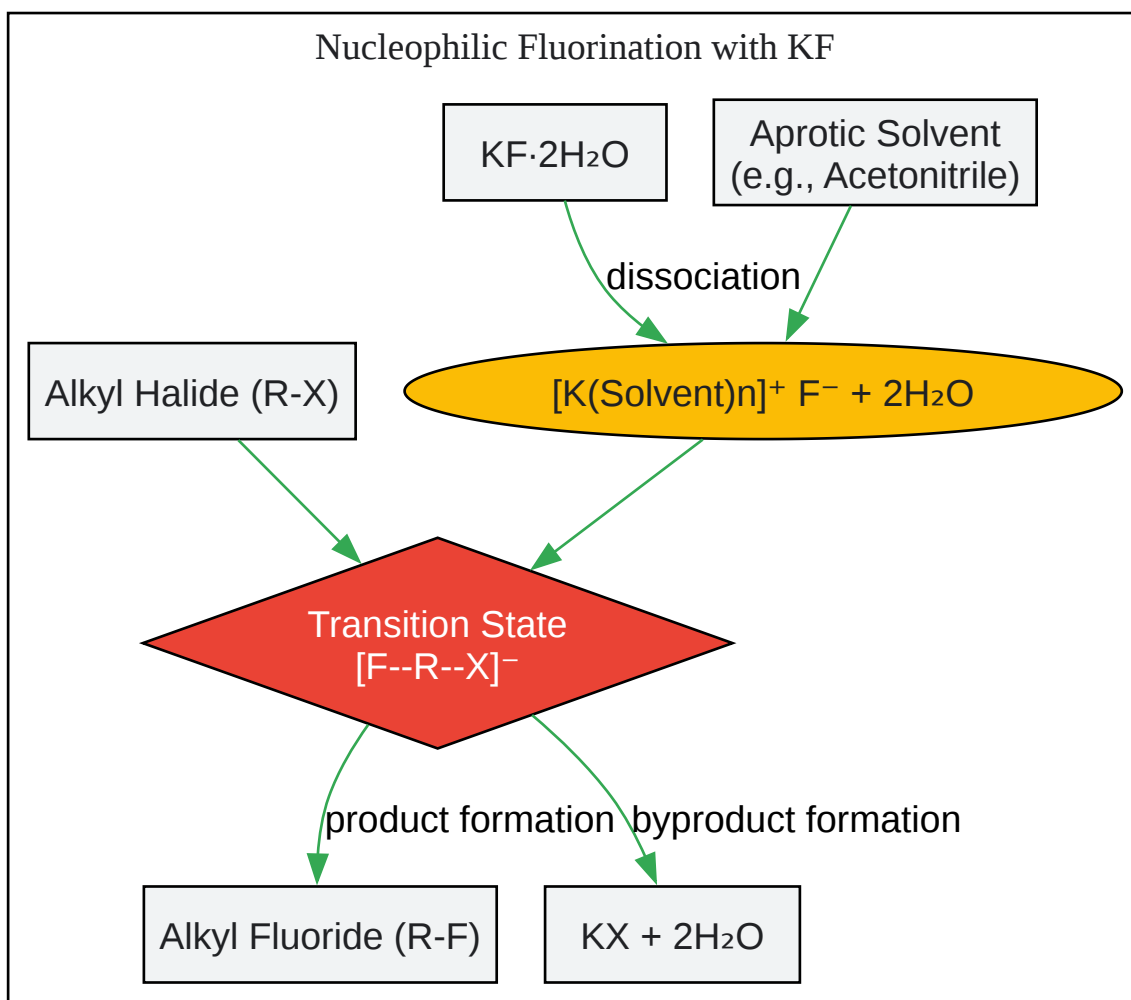 Nucleophilic Fluorination with KF
KF·2H₂O
Aprotic Solvent
(e.g., Acetonitrile)
dissociation
Alkyl Halide (R-X)
[K(Solvent)n]⁺ F⁻ + 2H₂O
Transition State
[F--R--X]⁻
product formation
byproduct formation
Alkyl Fluoride (R-F)
KX + 2H₂O